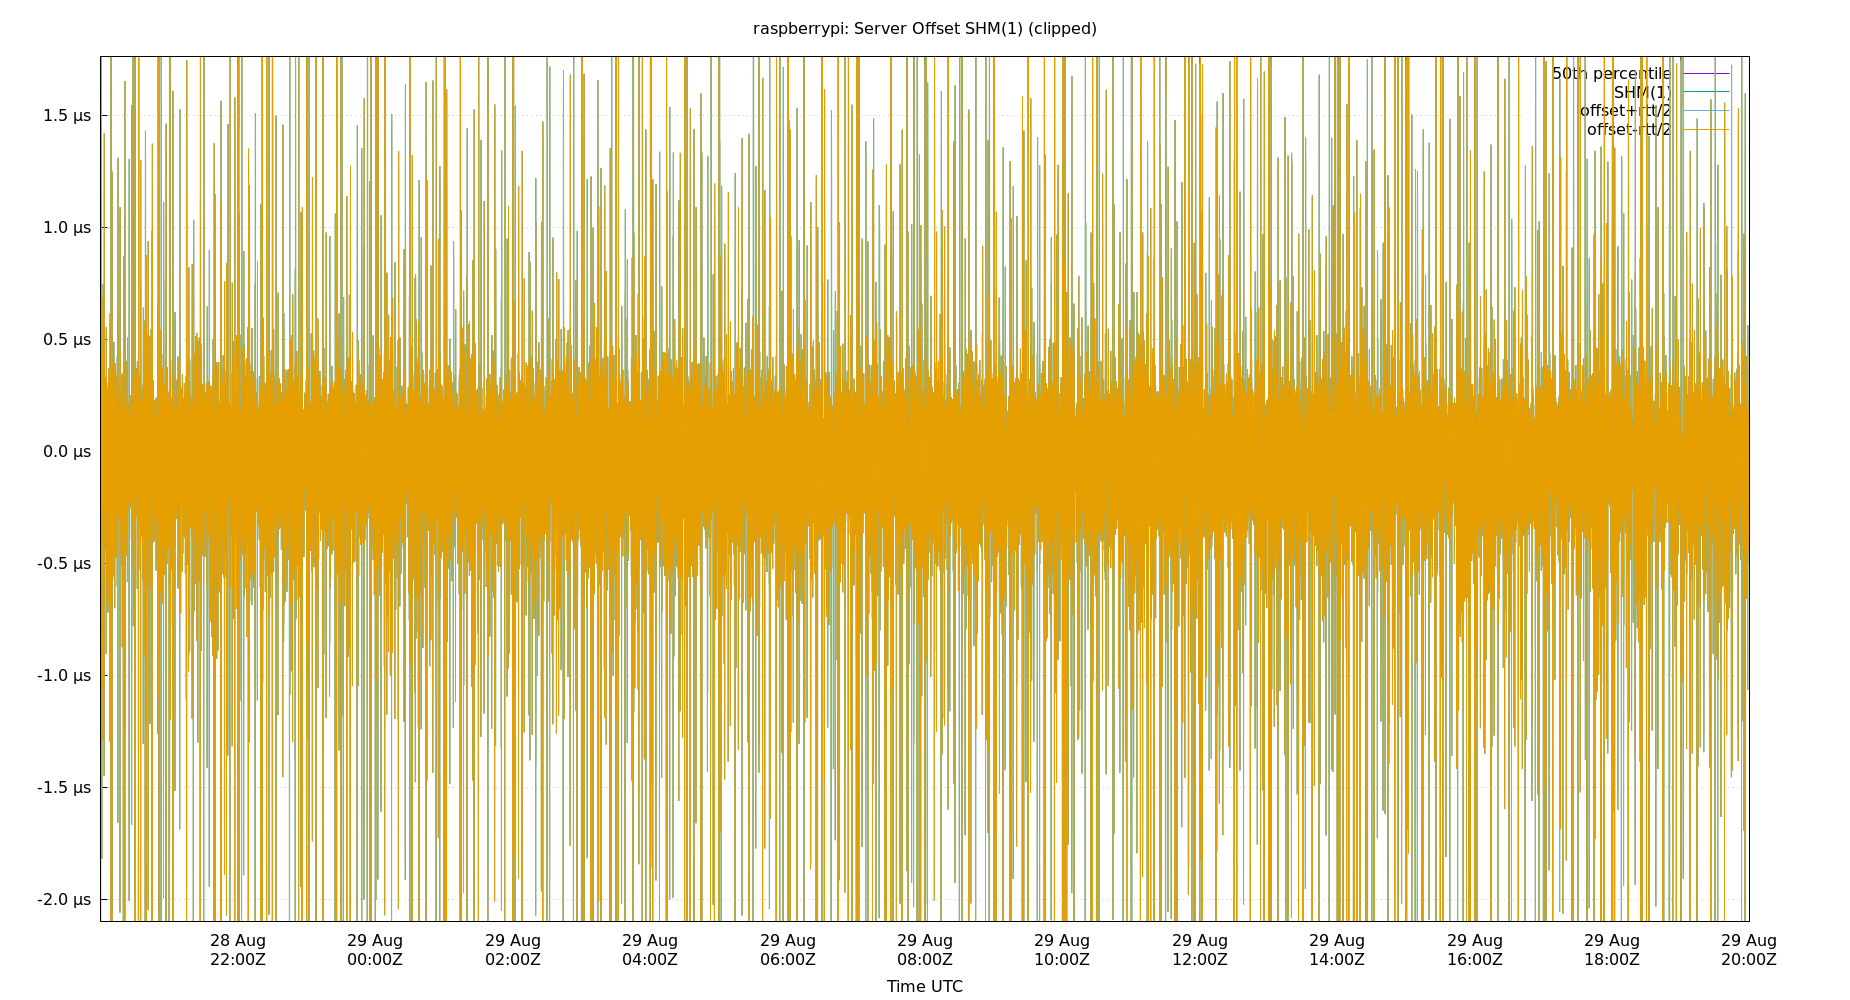 raspberrypi: Server Offset SHM(1) (clipped)
50th percentile
SHM(1)
offset+rtt/2
offset-rtt/2
1.5 µs
1.0 µs
0.5 µs
0.0 µs
-0.5 µs
-1.0 µs
-1.5 µs
-2.0 µs
28 Aug 29 Aug 29 Aug 29 Aug 29 Aug 29 Aug 29 Aug 29 Aug 29 Aug 29 Aug 29 Aug 29 Aug
22:00Z 00:00Z 02:00Z 04:00Z 06:00Z 08:00Z 10:00Z 12:00Z 14:00Z 16:00Z 18:00Z 20:00Z
Time UTC